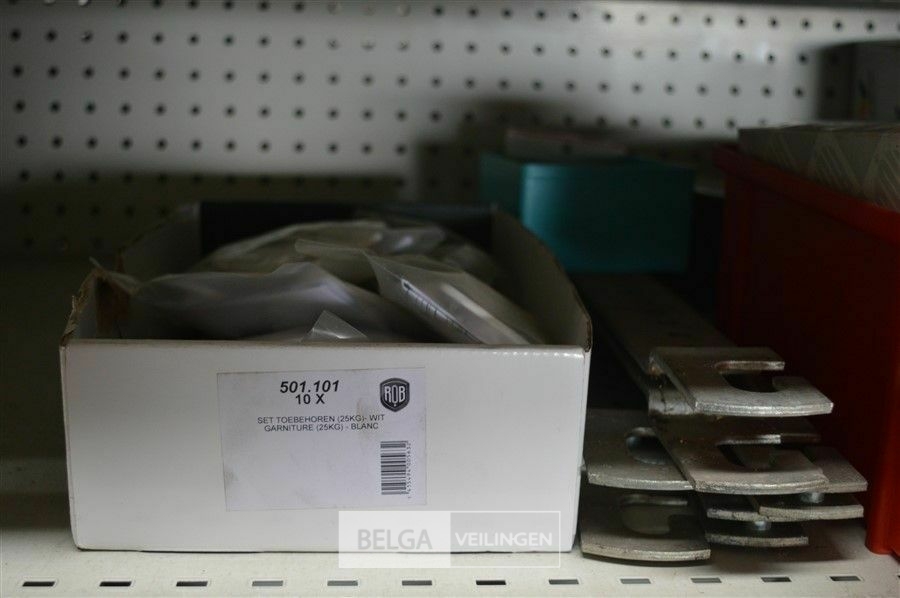 501.101
10 X
ROB
SET TOEBEHOREN (25KG)- WIT
GARNITURE (25KG) - BLANC
BELGA VEILINGEN